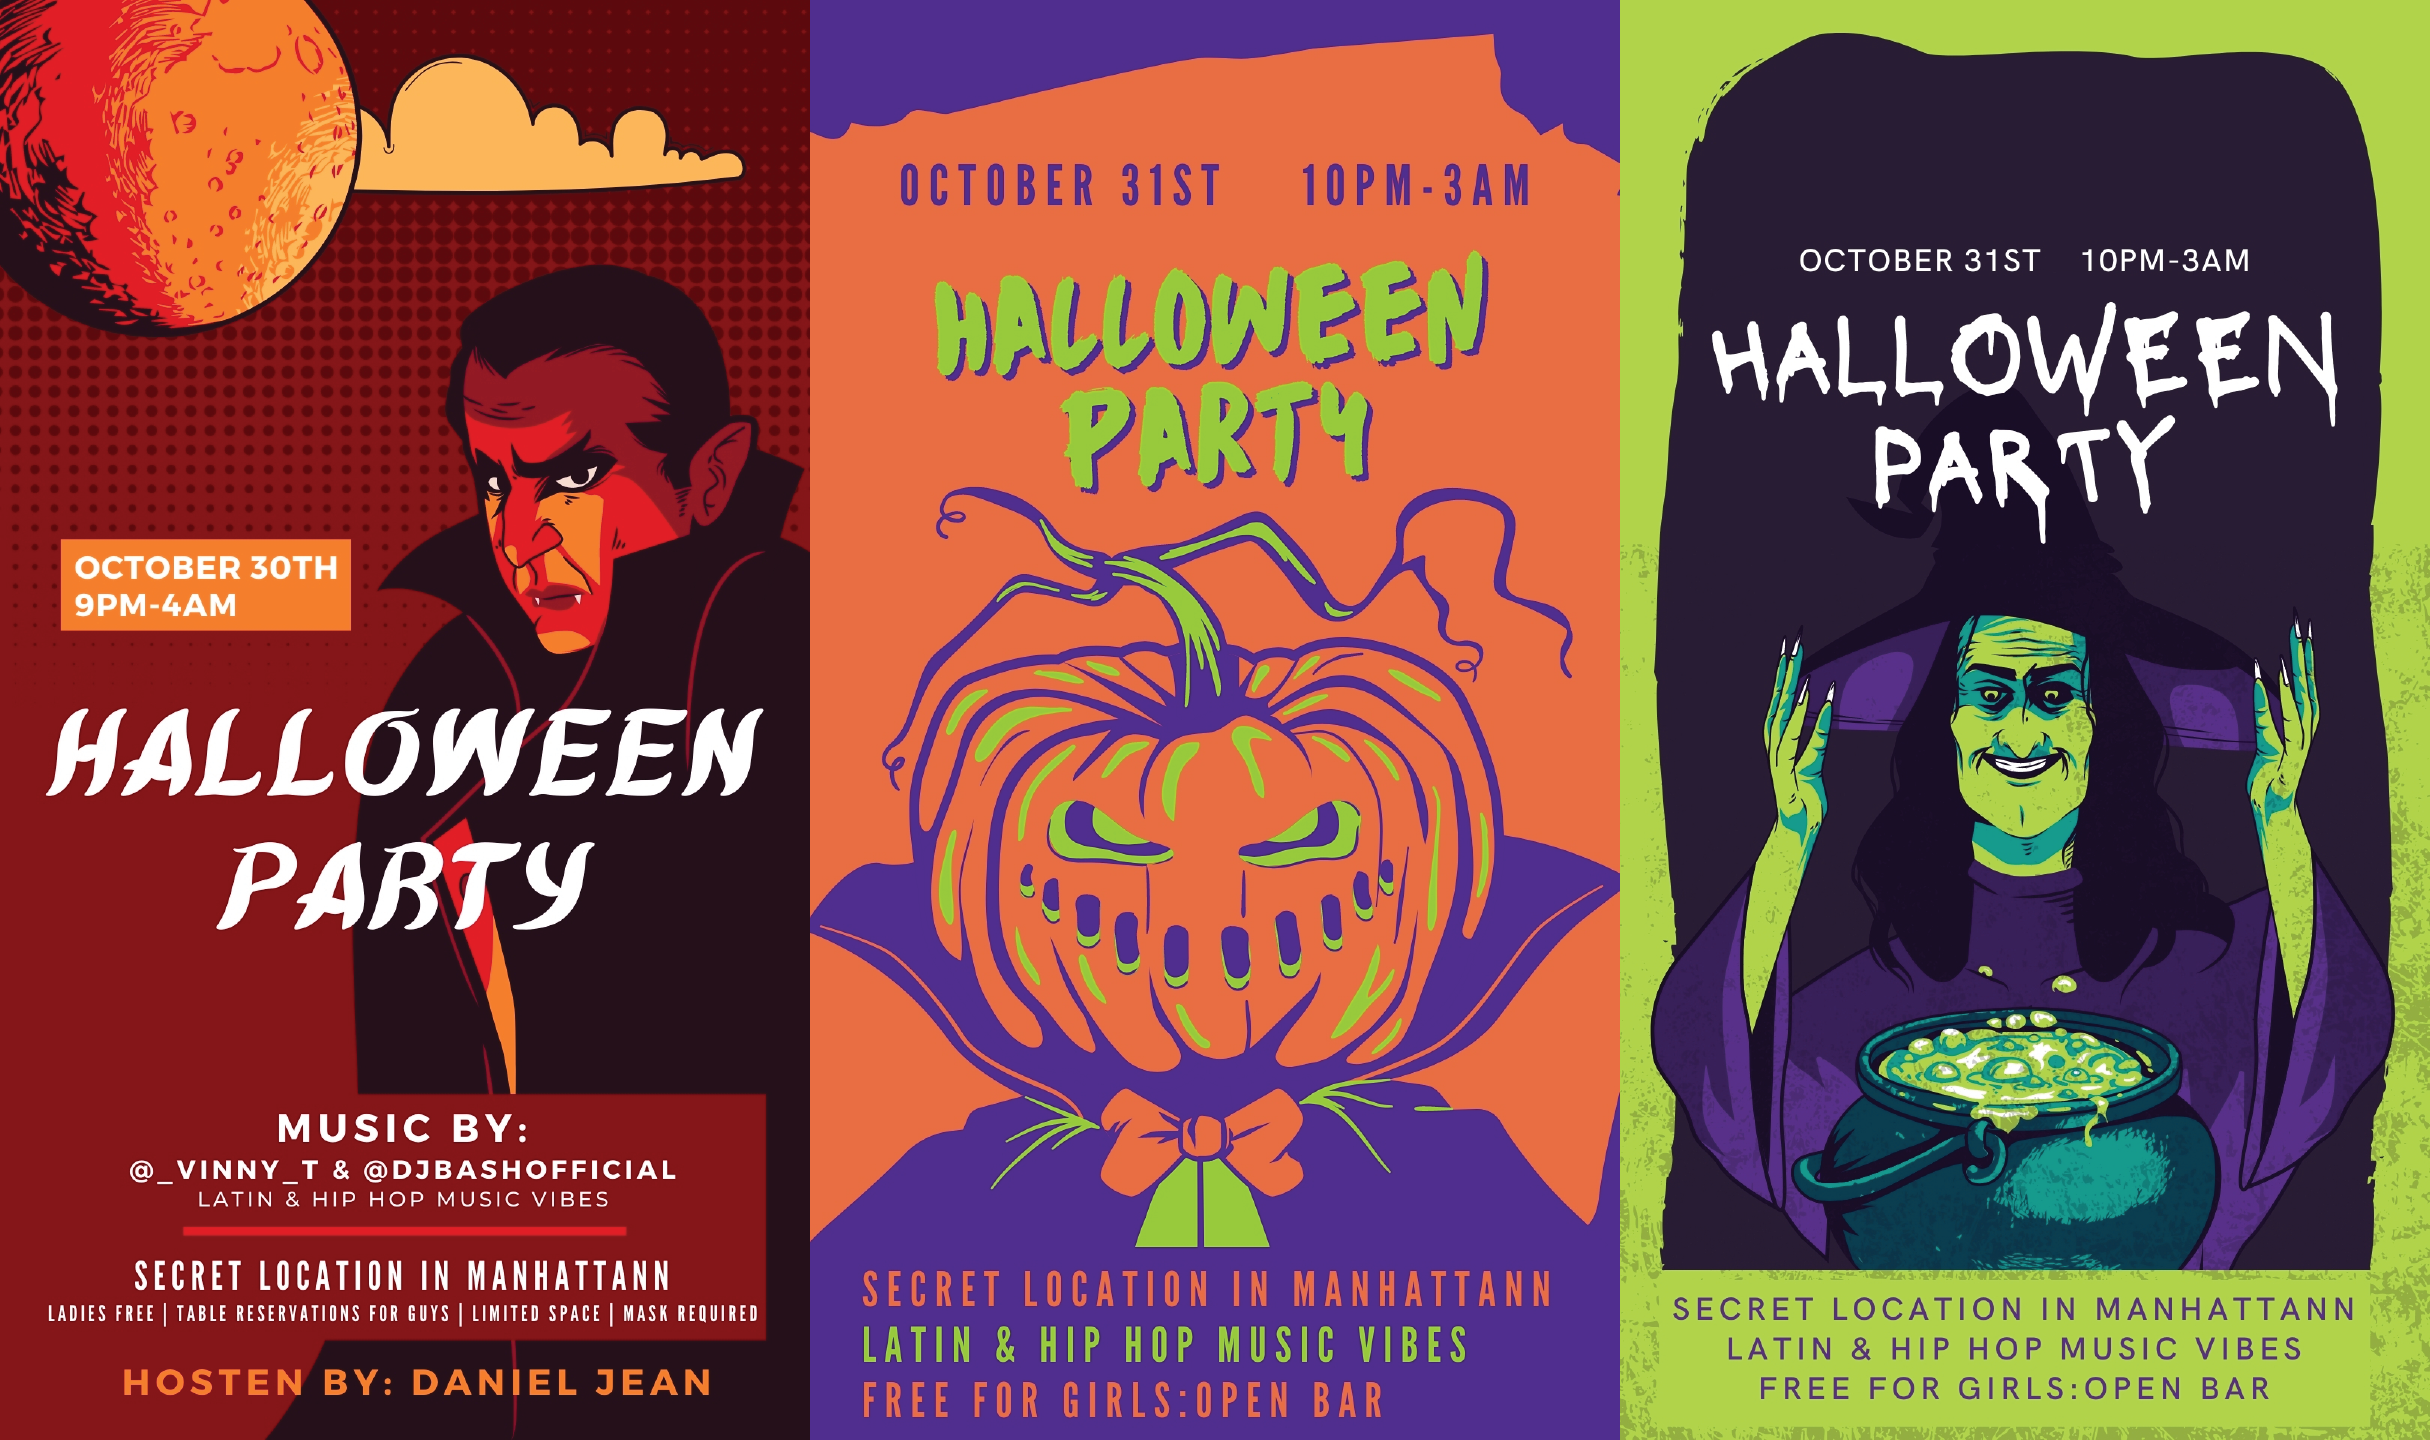 OCTOBER 30TH
9PM-4AM
HALLOWEEN
PARTY
MUSIC BY:
@_VINNY_T & @DJBASHOFFICIAL
LATIN & HIP HOP MUSIC VIBES
SECRET LOCATION IN MANHATTANN
LADIES FREE | TABLE RESERVATIONS FOR GUYS | LIMITED SPACE | MASK REQUIRED
HOSTEN BY: DANIEL JEAN
OCTOBER 31ST 10PM-3AM
HALLOWEEN
PARTY
SECRET LOCATION IN MANHATTANN
LATIN & HIP HOP MUSIC VIBES
FREE FOR GIRLS:OPEN BAR
OCTOBER 31ST 10PM-3AM
HALLOWEEN
PARTY
SECRET LOCATION IN MANHATTANN
LATIN & HIP HOP MUSIC VIBES
FREE FOR GIRLS:OPEN BAR